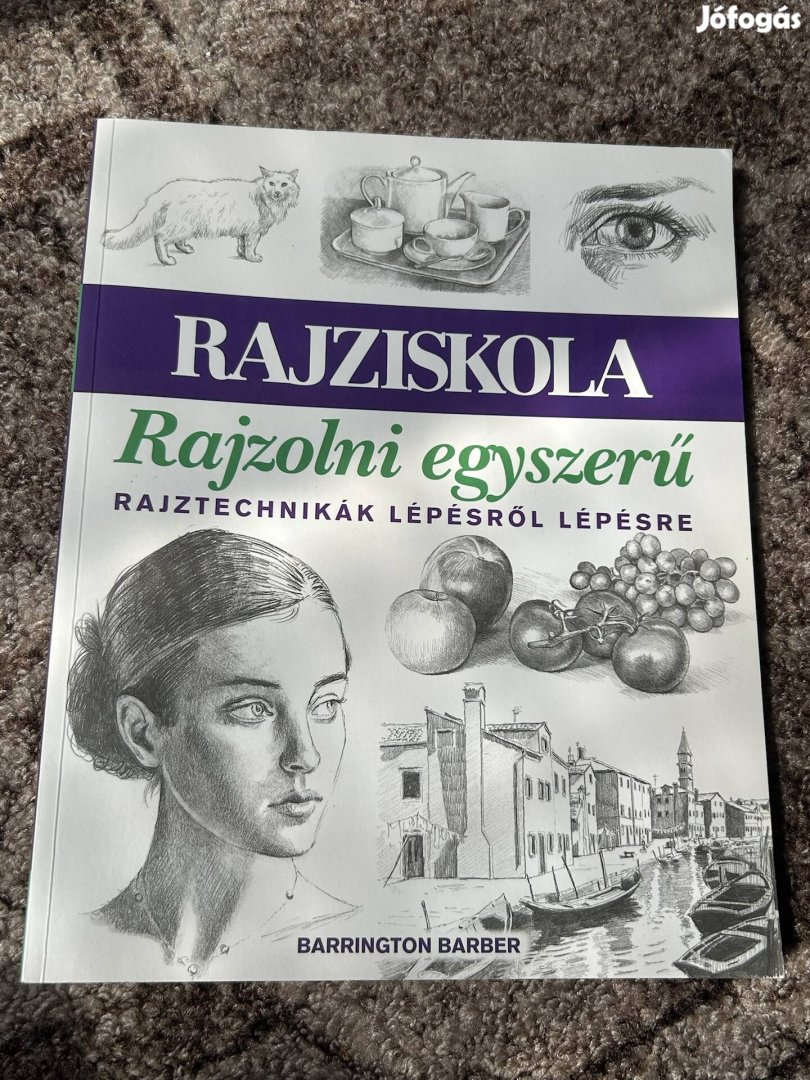 Jófogás
RAJZISKOLA
Rajzolni egyszerű
RAJZTECHNIKÁK LÉPÉSRŐL LÉPÉSRE
BARRINGTON BARBER